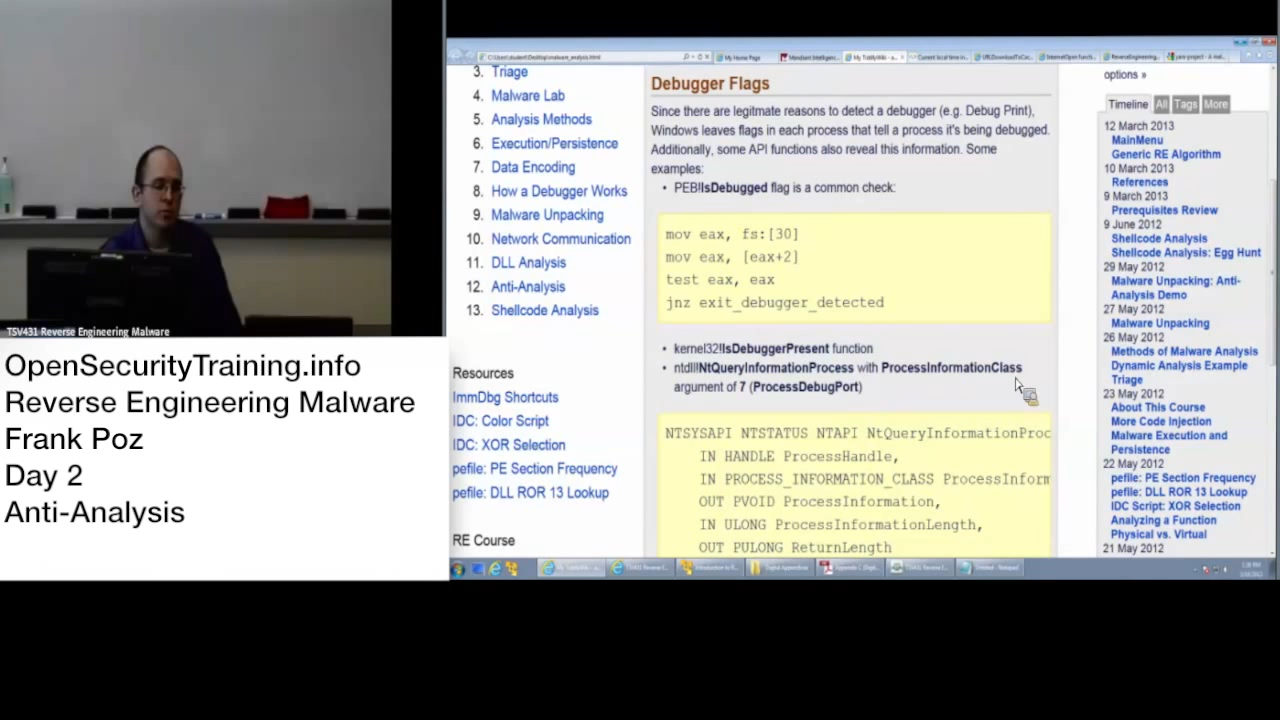 TSV431 Reverse Engineering Malware
OpenSecurityTraining.info
Reverse Engineering Malware
Frank Poz
Day 2
Anti-Analysis
C:\Users\student\Desktop\malware_analysis.html
My Home Page
3. Triage
4. Malware Lab
5. Analysis Methods
6. Execution/Persistence
7. Data Encoding
8. How a Debugger Works
9. Malware Unpacking
10. Network Communication
11. DLL Analysis
12. Anti-Analysis
13. Shellcode Analysis
Resources
ImmDbg Shortcuts
IDC: Color Script
IDC: XOR Selection
pefile: PE Section Frequency
pefile: DLL ROR 13 Lookup
RE Course
Debugger Flags
Since there are legitmate reasons to detect a debugger (e.g. Debug Print),
Windows leaves flags in each process that tell a process it's being debugged.
Additionally, some API functions also reveal this information. Some
examples:
• PEB!IsDebugged flag is a common check:
mov eax, fs:[30]
mov eax, [eax+2]
test eax, eax
jnz exit_debugger_detected
• kernel32!IsDebuggerPresent function
• ntdll!NtQueryInformationProcess with ProcessInformationClass
argument of 7 (ProcessDebugPort)
NTSYSAPI NTSTATUS NTAPI NtQueryInformationProc
IN HANDLE ProcessHandle,
IN PROCESS_INFORMATION_CLASS ProcessInform
OUT PVOID ProcessInformation,
IN ULONG ProcessInformationLength,
OUT PULONG ReturnLength
options »
Timeline All Tags More
12 March 2013
MainMenu
Generic RE Algorithm
10 March 2013
References
9 March 2013
Prerequisites Review
9 June 2012
Shellcode Analysis
Shellcode Analysis: Egg Hunt
29 May 2012
Malware Unpacking: Anti-
Analysis Demo
27 May 2012
Malware Unpacking
26 May 2012
Methods of Malware Analysis
Dynamic Analysis Example
Triage
23 May 2012
About This Course
More Code Injection
Malware Execution and
Persistence
22 May 2012
pefile: PE Section Frequency
pefile: DLL ROR 13 Lookup
IDC Script: XOR Selection
Analyzing a Function
Physical vs. Virtual
21 May 2012